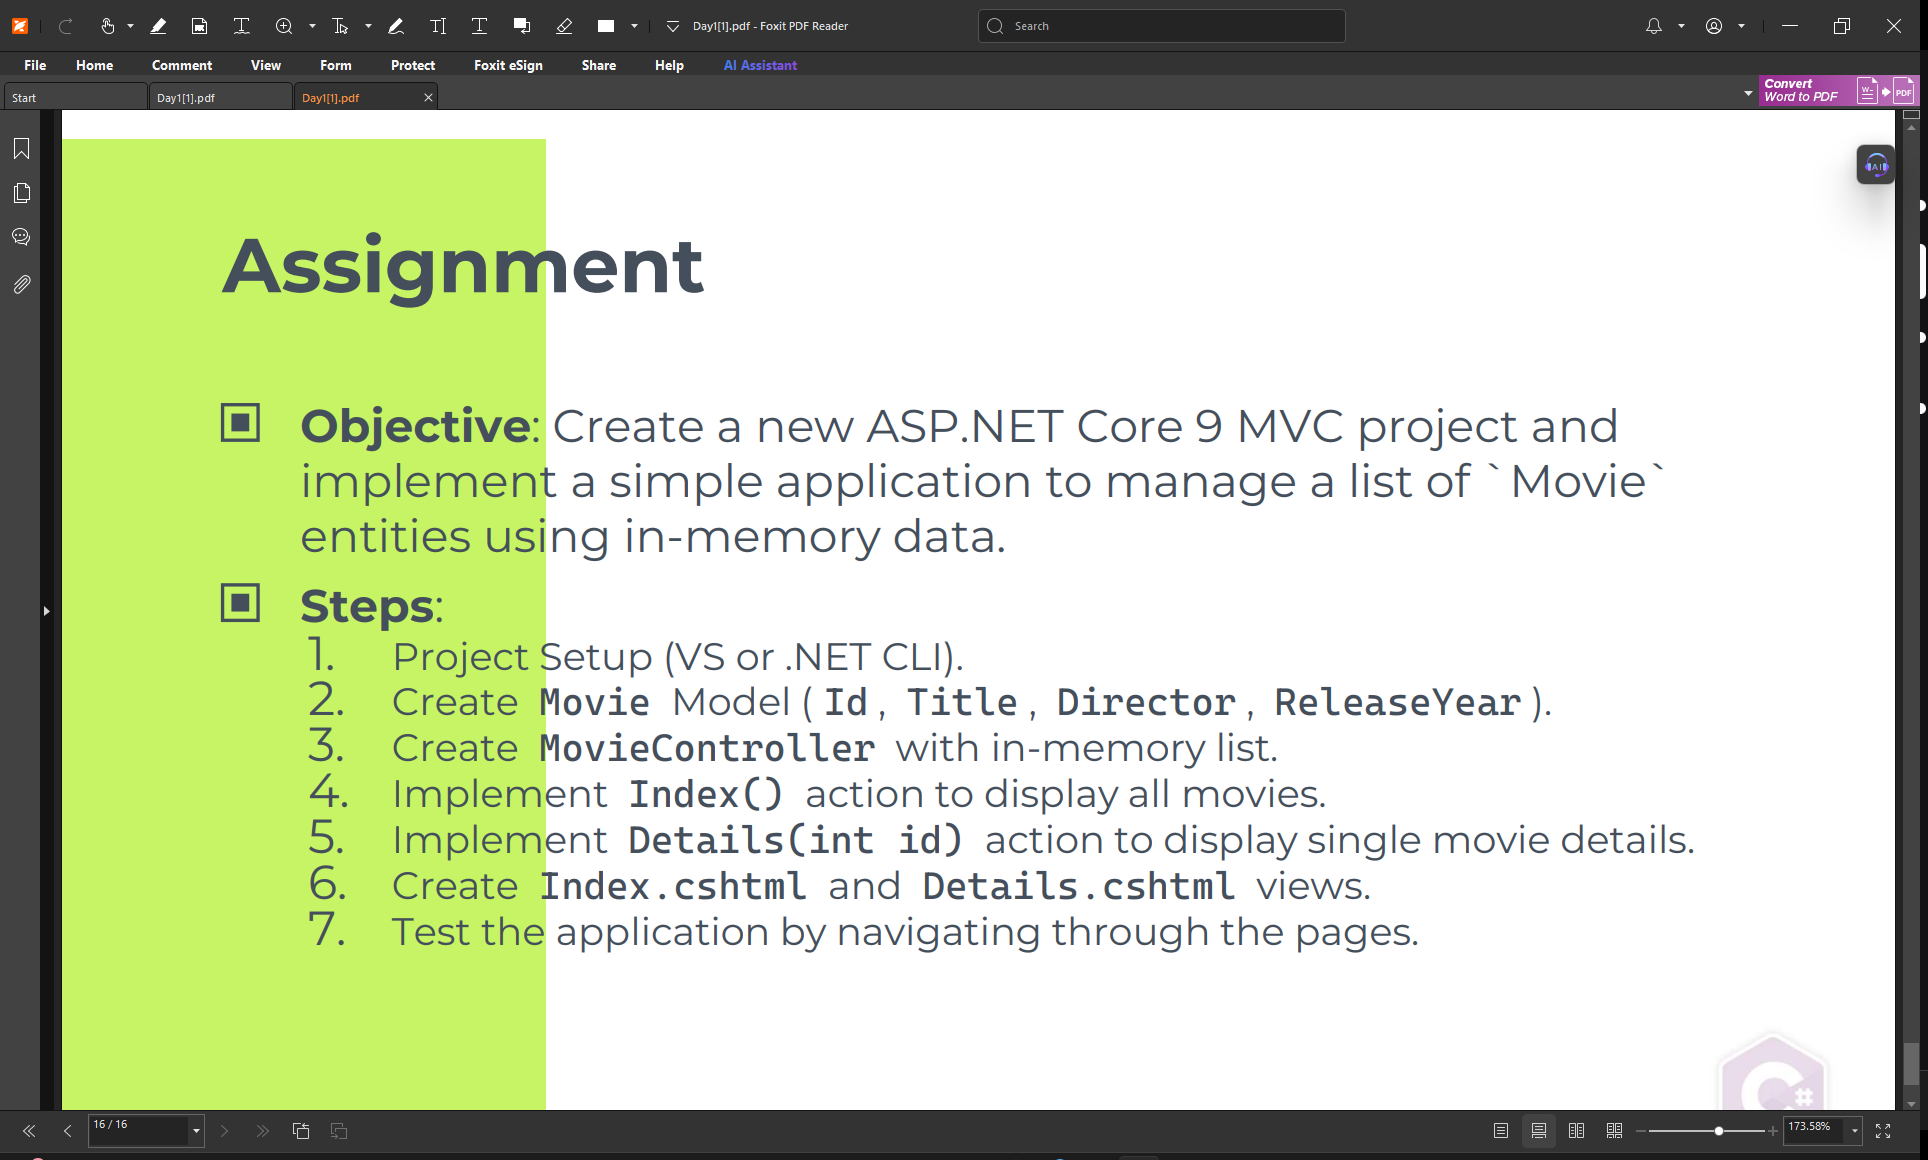 Day1[1].pdf - Foxit PDF Reader
Search
File Home Comment View Form Protect Foxit eSign Share Help AI Assistant
Start
Day1[1].pdf
Day1[1].pdf
Convert
Word to PDF
W
PDF
AI
Assignment
Objective: Create a new ASP.NET Core 9 MVC project and
implement a simple application to manage a list of `Movie`
entities using in-memory data.
Steps:
1. Project Setup (VS or .NET CLI).
2. Create Movie Model ( Id , Title , Director , ReleaseYear ).
3. Create MovieController with in-memory list.
4. Implement Index() action to display all movies.
5. Implement Details(int id) action to display single movie details.
6. Create Index.cshtml and Details.cshtml views.
7. Test the application by navigating through the pages.
C#
16 / 16
173.58%